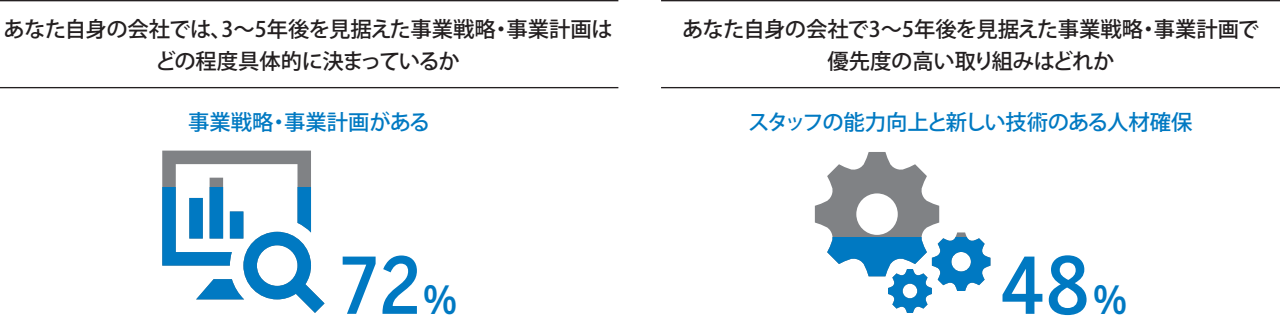 あなた自身の会社では、3〜5年後を見据えた事業戦略・事業計画は
どの程度具体的に決まっているか
事業戦略・事業計画がある
72%
あなた自身の会社で3〜5年後を見据えた事業戦略・事業計画で
優先度の高い取り組みはどれか
スタッフの能力向上と新しい技術のある人材確保
48%